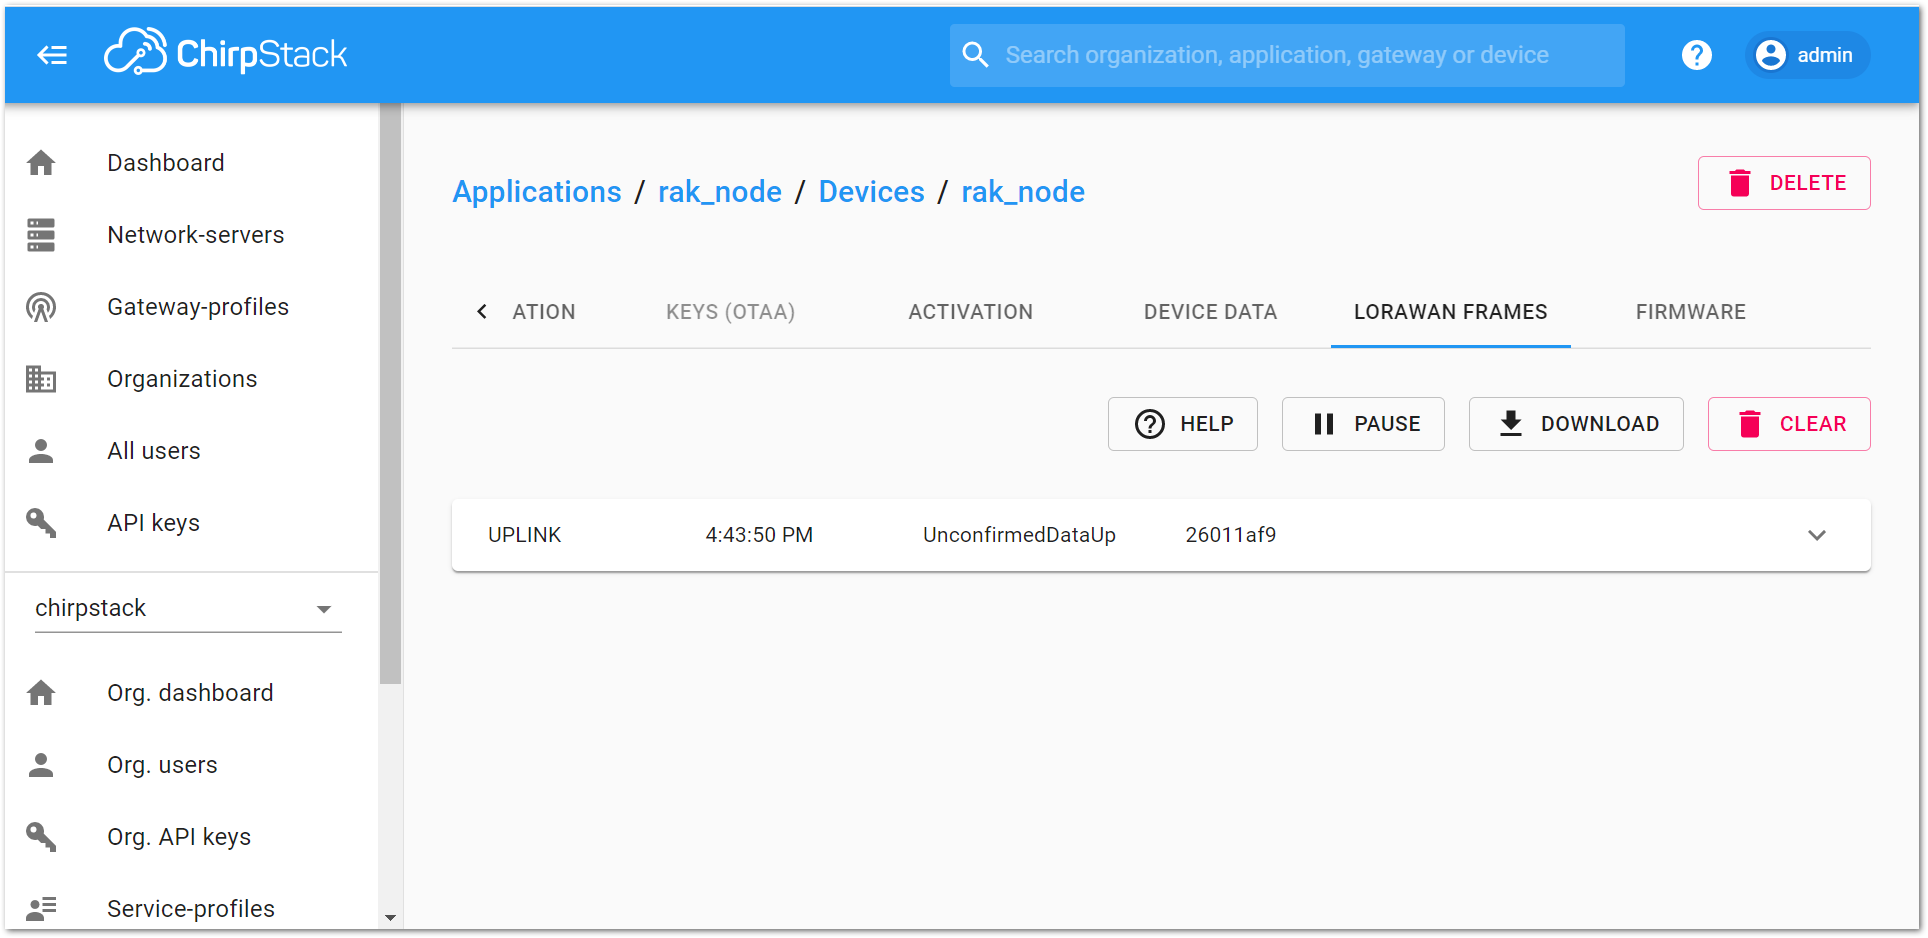 ChirpStack
Search organization, application, gateway or device
? admin
Dashboard
Network-servers
Gateway-profiles
Organizations
All users
API keys
chirpstack
Org. dashboard
Org. users
Org. API keys
Service-profiles
Applications / rak_node / Devices / rak_node
DELETE
ATION KEYS (OTAA) ACTIVATION DEVICE DATA LORAWAN FRAMES FIRMWARE
? HELP PAUSE DOWNLOAD CLEAR
UPLINK 4:43:50 PM UnconfirmedDataUp 26011af9